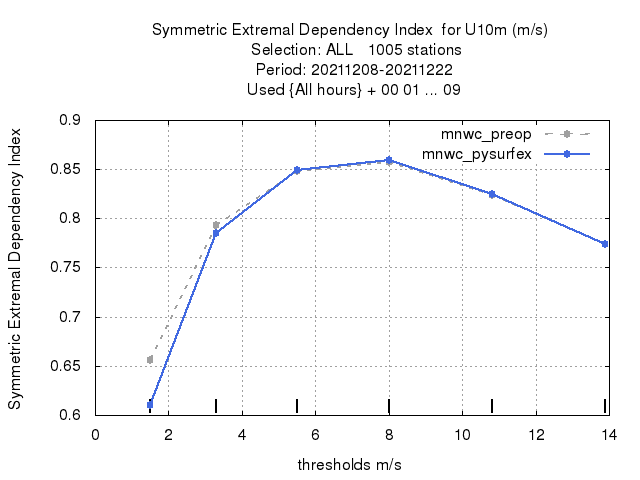 Symmetric Extremal Dependency Index  for U10m (m/s)
Selection: ALL   1005 stations
Period: 20211208-20211222
Used {All hours} + 00 01 ... 09
mnwc_preop
mnwc_pysurfex
Symmetric Extremal Dependency Index
0.9
0.85
0.8
0.75
0.7
0.65
0.6
0 2 4 6 8 10 12 14
thresholds m/s